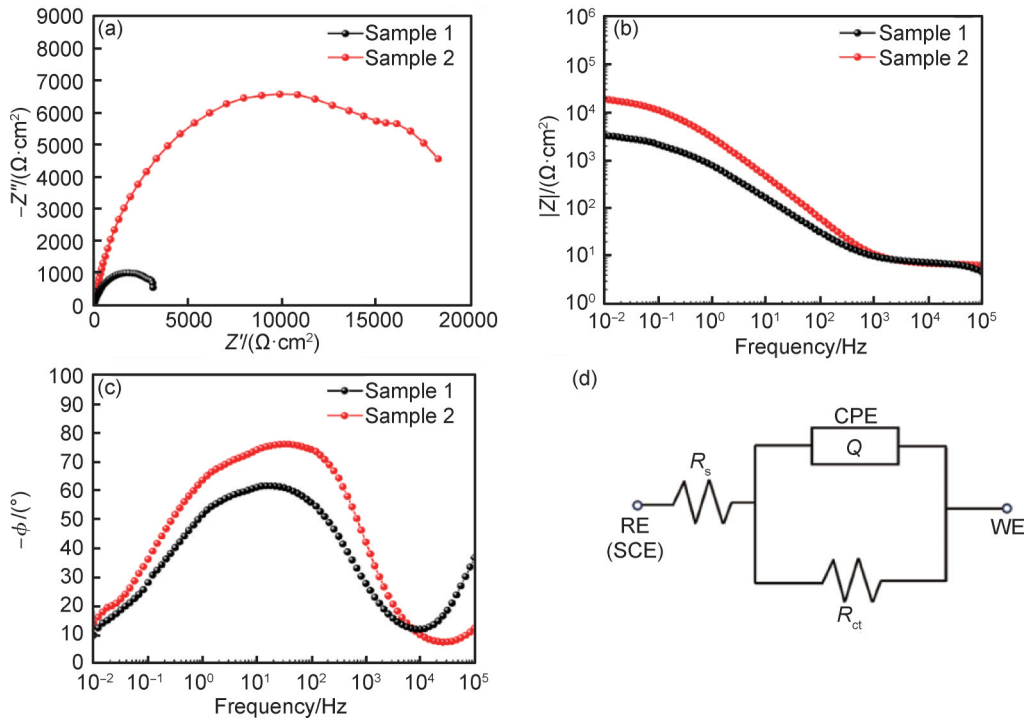 (a)
Sample 1
Sample 2
9000
8000
7000
6000
5000
4000
3000
2000
1000
0
-Z″/(Ω·cm²)
0 5000 10000 15000 20000
Z′/(Ω·cm²)
(b)
Sample 1
Sample 2
10⁶
10⁵
10⁴
10³
10²
10¹
10⁰
|Z|/(Ω·cm²)
10⁻² 10⁻¹ 10⁰ 10¹ 10² 10³ 10⁴ 10⁵
Frequency/Hz
(c)
Sample 1
Sample 2
100
90
80
70
60
50
40
30
20
10
0
-ϕ/(°)
10⁻² 10⁻¹ 10⁰ 10¹ 10² 10³ 10⁴ 10⁵
Frequency/Hz
(d)
CPE
Q
Rₛ
RE
(SCE)
WE
R_ct